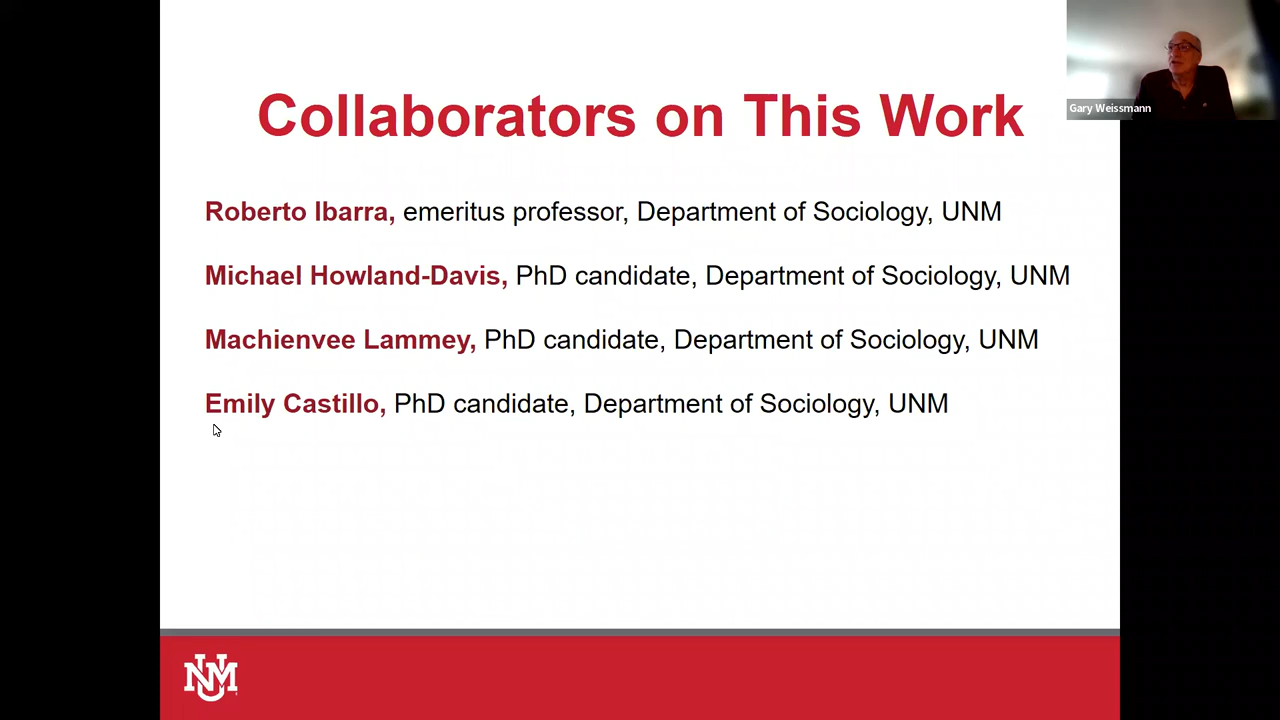 Collaborators on This Work
Gary Weissmann
Roberto Ibarra, emeritus professor, Department of Sociology, UNM
Michael Howland-Davis, PhD candidate, Department of Sociology, UNM
Machienvee Lammey, PhD candidate, Department of Sociology, UNM
Emily Castillo, PhD candidate, Department of Sociology, UNM
UNM